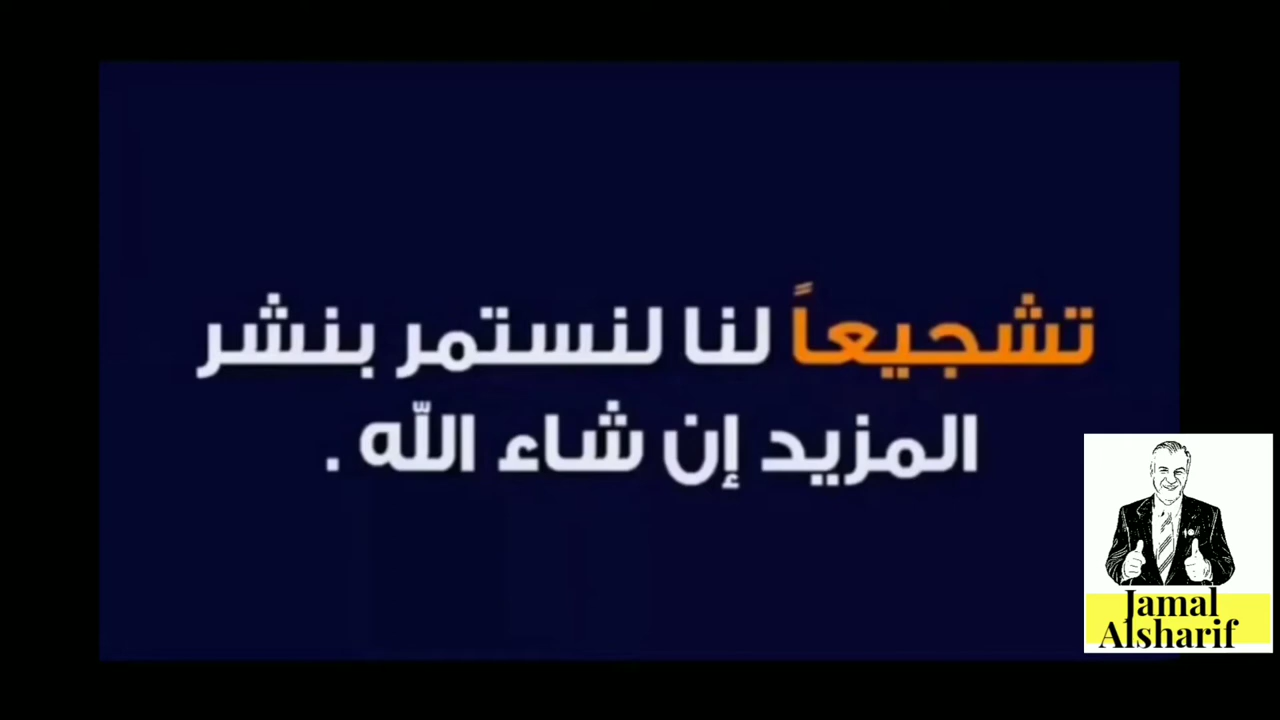 تشجيعاً لنا لنستمر بنشر
المزيد إن شاء الله .
Jamal
Alsharif